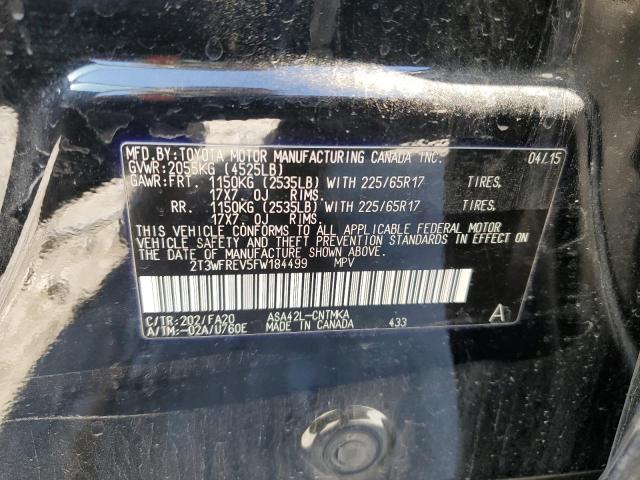 MFD.BY:TOYOTA MOTOR MANUFACTURING CANADA INC. 04/15
GVWR:2055KG (4525LB)
GAWR:FRT. 1150KG (2535LB) WITH 225/65R17 TIRES.
17X7.0J RIMS.
RR. 1150KG (2535LB) WITH 225/65R17 TIRES.
17X7.0J RIMS.
THIS VEHICLE CONFORMS TO ALL APPLICABLE FEDERAL MOTOR
VEHICLE SAFETY AND THEFT PREVENTION STANDARDS IN EFFECT ON
THE DATE OF MANUFACTURE SHOWN ABOVE.
2T3WFREV5FW184499 MPV
C/TR:202/FA20 ASA42L-CNTMKA A
A/TM:-02A/U760E MADE IN CANADA 433